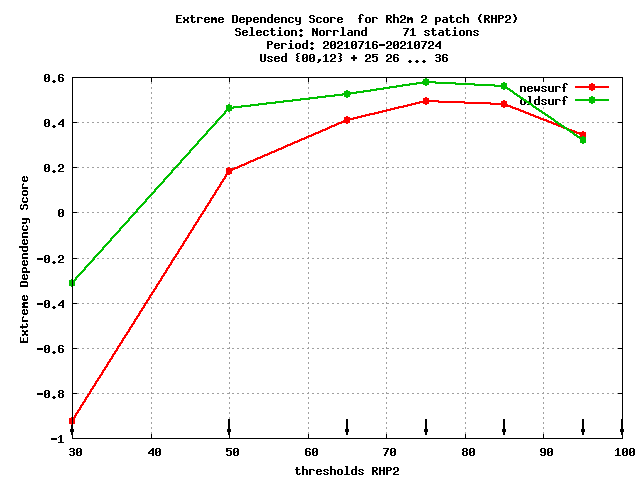 Extreme Dependency Score  for Rh2m 2 patch (RHP2)
Selection: Norrland     71 stations
Period: 20210716-20210724
Used {00,12} + 25 26 ... 36
newsurf
oldsurf
0.6
0.4
0.2
0
-0.2
-0.4
-0.6
-0.8
-1
Extreme Dependency Score
30 40 50 60 70 80 90 100
thresholds RHP2